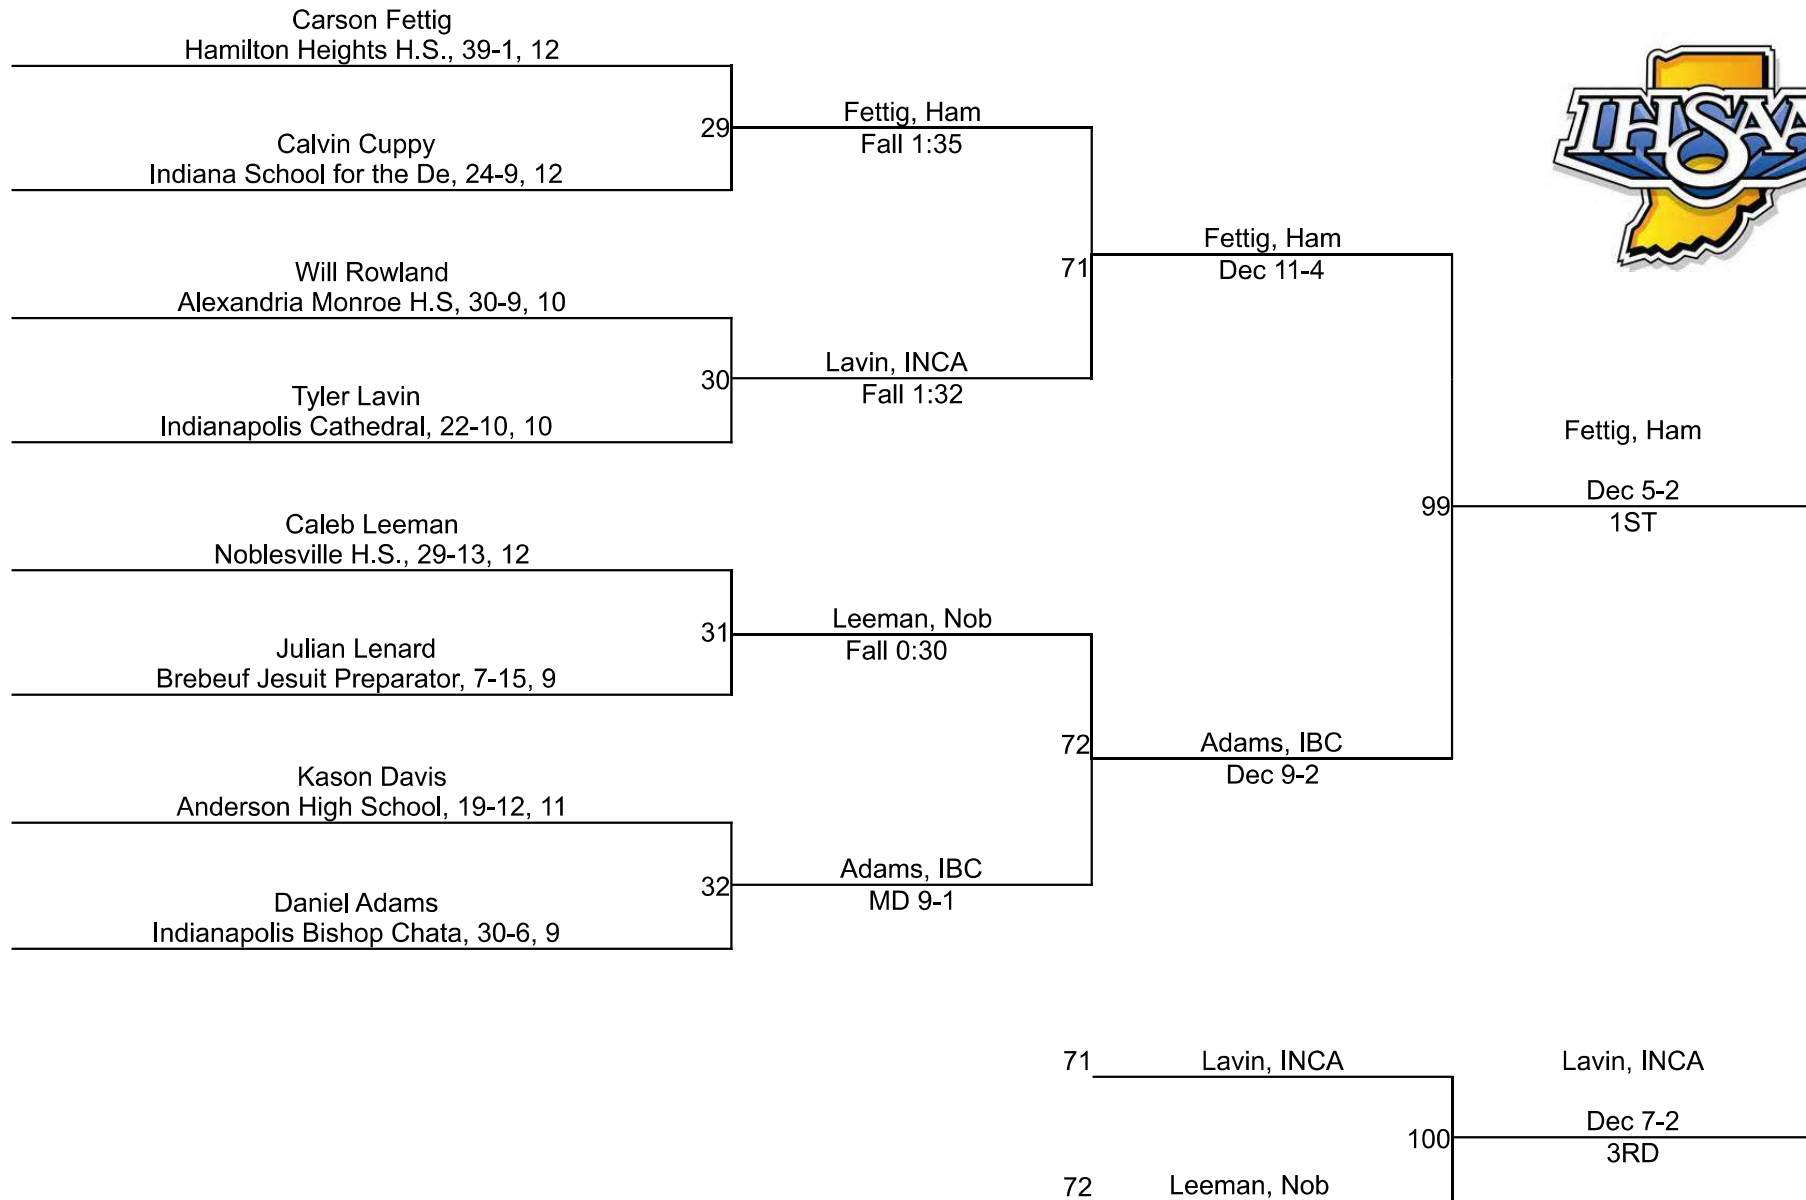 Carson Fettig
Hamilton Heights H.S., 39-1, 12
29
Fettig, Ham
Fall 1:35
Calvin Cuppy
Indiana School for the De, 24-9, 12
IHSAA
Will Rowland
Alexandria Monroe H.S, 30-9, 10
71
Fettig, Ham
Dec 11-4
30
Lavin, INCA
Fall 1:32
Tyler Lavin
Indianapolis Cathedral, 22-10, 10
Fettig, Ham
99
Dec 5-2
1ST
Caleb Leeman
Noblesville H.S., 29-13, 12
31
Leeman, Nob
Fall 0:30
Julian Lenard
Brebeuf Jesuit Preparator, 7-15, 9
72
Adams, IBC
Dec 9-2
Kason Davis
Anderson High School, 19-12, 11
32
Adams, IBC
MD 9-1
Daniel Adams
Indianapolis Bishop Chata, 30-6, 9
71
Lavin, INCA
Lavin, INCA
100
Dec 7-2
3RD
72
Leeman, Nob